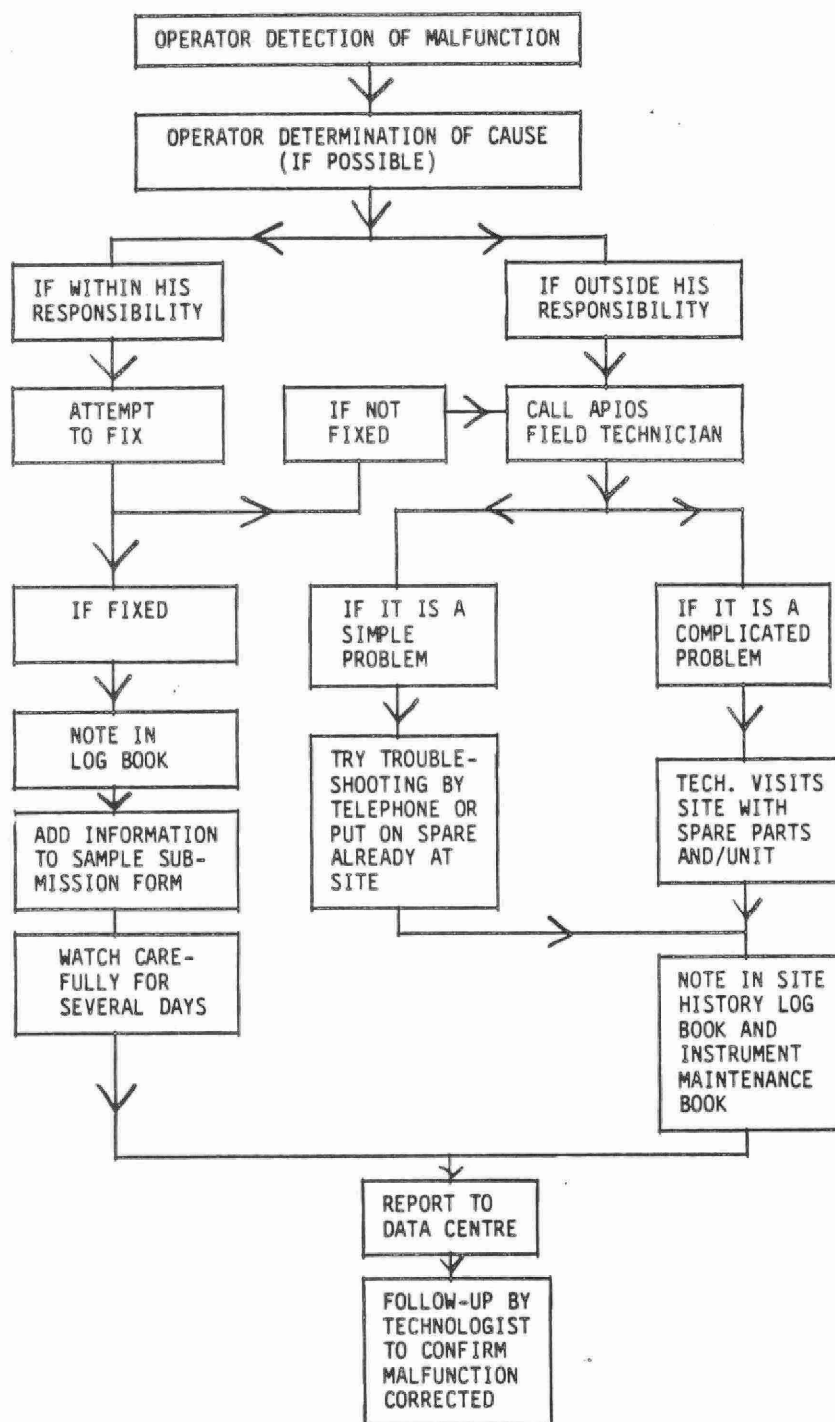 OPERATOR DETECTION OF MALFUNCTION
OPERATOR DETERMINATION OF CAUSE
(IF POSSIBLE)
IF WITHIN HIS
RESPONSIBILITY
IF OUTSIDE HIS
RESPONSIBILITY
ATTEMPT
TO FIX
IF NOT
FIXED
CALL APIOS
FIELD TECHNICIAN
IF FIXED
IF IT IS A
SIMPLE
PROBLEM
IF IT IS A
COMPLICATED
PROBLEM
NOTE IN
LOG BOOK
TRY TROUBLE-
SHOOTING BY
TELEPHONE OR
PUT ON SPARE
ALREADY AT
SITE
TECH. VISITS
SITE WITH
SPARE PARTS
AND/UNIT
ADD INFORMATION
TO SAMPLE SUB-
MISSION FORM
WATCH CARE-
FULLY FOR
SEVERAL DAYS
NOTE IN SITE
HISTORY LOG
BOOK AND
INSTRUMENT
MAINTENANCE
BOOK
REPORT TO
DATA CENTRE
FOLLOW-UP BY
TECHNOLOGIST
TO CONFIRM
MALFUNCTION
CORRECTED